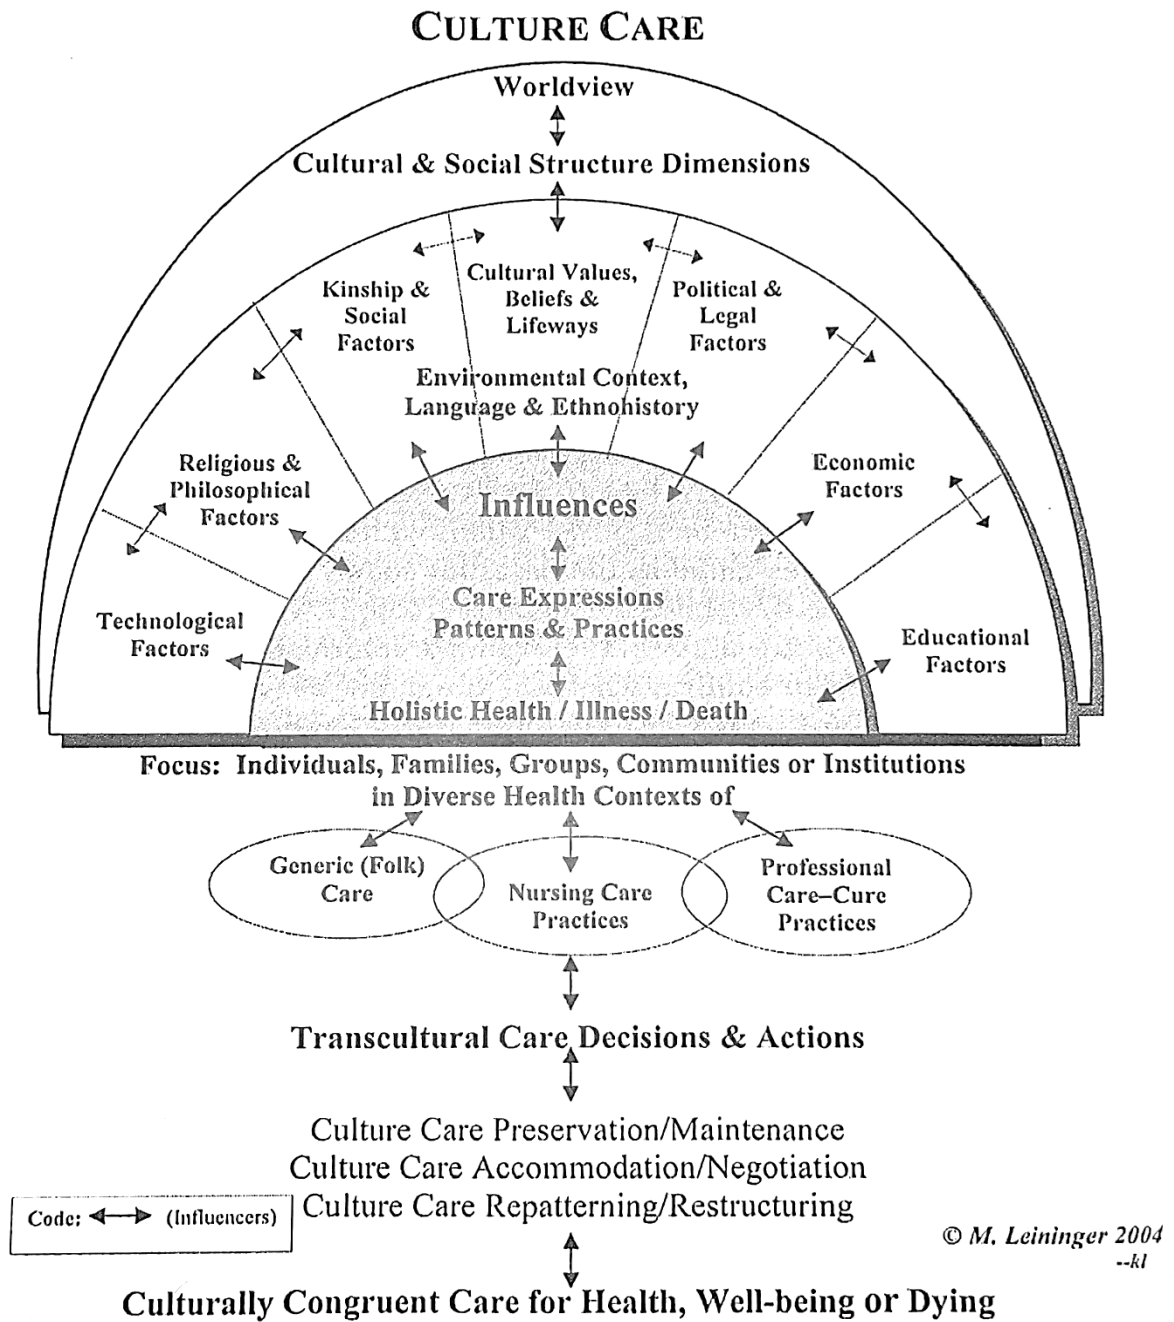 CULTURE CARE
Worldview
Cultural & Social Structure Dimensions
Cultural Values,
Beliefs &
Lifeways
Kinship &
Social
Factors
Political &
Legal
Factors
Environmental Context,
Language & Ethnohistory
Religious &
Philosophical
Factors
Economic
Factors
Influences
Technological
Factors
Care Expressions
Patterns & Practices
Educational
Factors
Holistic Health / Illness / Death
Focus: Individuals, Families, Groups, Communities or Institutions
in Diverse Health Contexts of
Generic (Folk)
Care
Nursing Care
Practices
Professional
Care–Cure
Practices
Transcultural Care Decisions & Actions
Culture Care Preservation/Maintenance
Culture Care Accommodation/Negotiation
Culture Care Repatterning/Restructuring
Code: (Influencers)
© M. Leininger 2004
--kl
Culturally Congruent Care for Health, Well-being or Dying